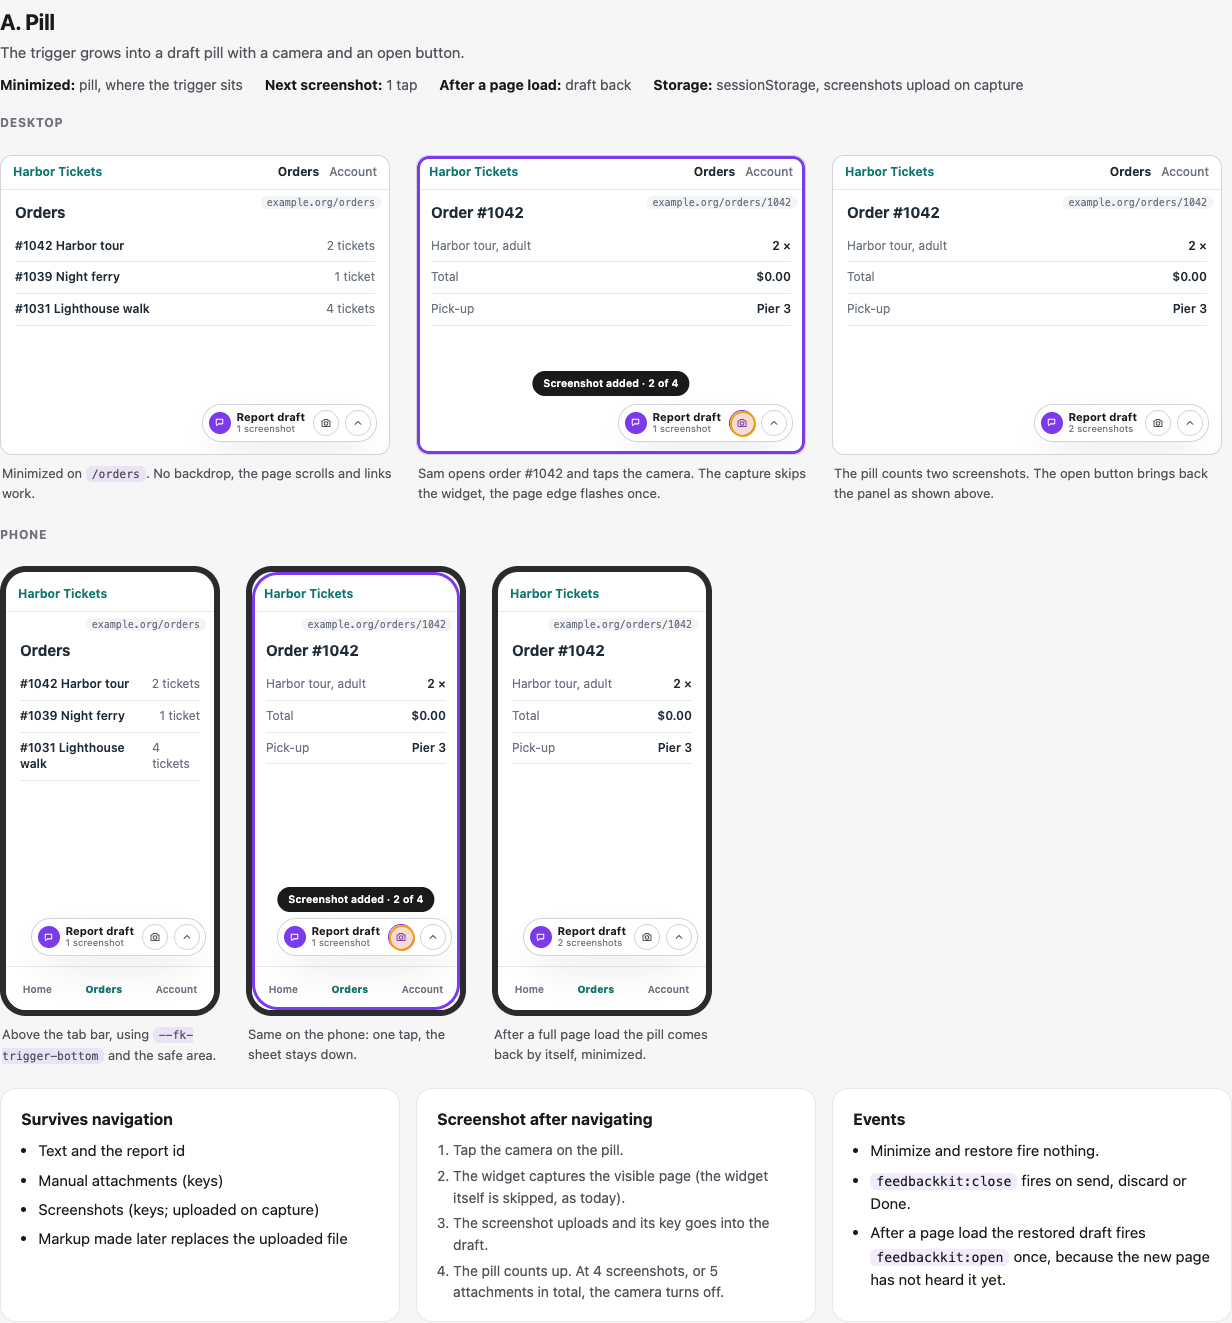 A. Pill
The trigger grows into a draft pill with a camera and an open button.
Minimized: pill, where the trigger sits Next screenshot: 1 tap After a page load: draft back Storage: sessionStorage, screenshots upload on capture
DESKTOP
Harbor Tickets Orders Account
example.org/orders
Orders
#1042 Harbor tour 2 tickets
#1039 Night ferry 1 ticket
#1031 Lighthouse walk 4 tickets
Report draft
1 screenshot
Minimized on /orders. No backdrop, the page scrolls and links
work.
Harbor Tickets Orders Account
example.org/orders/1042
Order #1042
Harbor tour, adult 2 ×
Total $0.00
Pick-up Pier 3
Screenshot added · 2 of 4
Report draft
1 screenshot
Sam opens order #1042 and taps the camera. The capture skips
the widget, the page edge flashes once.
Harbor Tickets Orders Account
example.org/orders/1042
Order #1042
Harbor tour, adult 2 ×
Total $0.00
Pick-up Pier 3
Report draft
2 screenshots
The pill counts two screenshots. The open button brings back
the panel as shown above.
PHONE
Harbor Tickets
example.org/orders
Orders
#1042 Harbor tour 2 tickets
#1039 Night ferry 1 ticket
#1031 Lighthouse 4
walk tickets
Report draft
1 screenshot
Home Orders Account
Above the tab bar, using --fk-
trigger-bottom and the safe area.
Harbor Tickets
example.org/orders/1042
Order #1042
Harbor tour, adult 2 ×
Total $0.00
Pick-up Pier 3
Screenshot added · 2 of 4
Report draft
1 screenshot
Home Orders Account
Same on the phone: one tap, the
sheet stays down.
Harbor Tickets
example.org/orders/1042
Order #1042
Harbor tour, adult 2 ×
Total $0.00
Pick-up Pier 3
Report draft
2 screenshots
Home Orders Account
After a full page load the pill comes
back by itself, minimized.
Survives navigation
• Text and the report id
• Manual attachments (keys)
• Screenshots (keys; uploaded on capture)
• Markup made later replaces the uploaded file
Screenshot after navigating
1. Tap the camera on the pill.
2. The widget captures the visible page (the widget
itself is skipped, as today).
3. The screenshot uploads and its key goes into the
draft.
4. The pill counts up. At 4 screenshots, or 5
attachments in total, the camera turns off.
Events
• Minimize and restore fire nothing.
• feedbackkit:close fires on send, discard or
Done.
• After a page load the restored draft fires
feedbackkit:open once, because the new page
has not heard it yet.